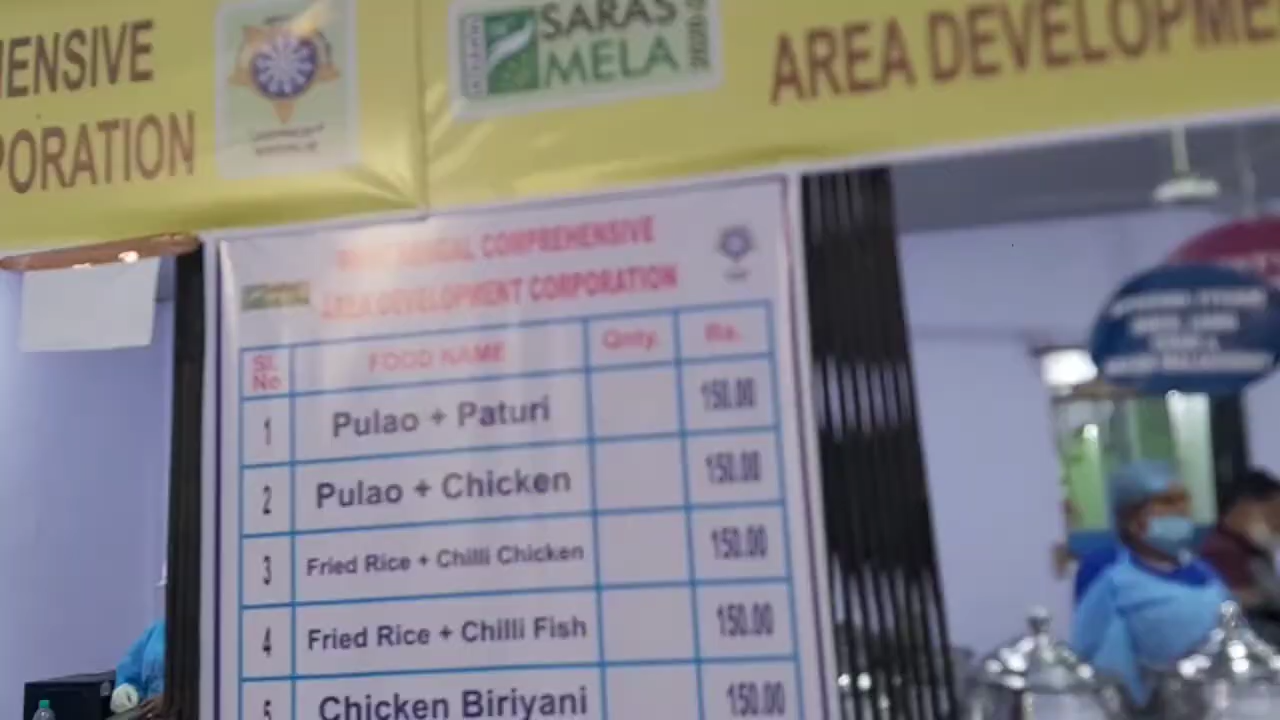 ENSIVE
PORATION
SARAS
MELA
AREA DEVELOPME
BENGAL COMPREHENSIVE
AREA DEVELOPMENT CORPORATION
Sl. No FOOD NAME Qnty. Rs.
1 Pulao + Paturi 150.00
2 Pulao + Chicken 150.00
3 Fried Rice + Chilli Chicken 150.00
4 Fried Rice + Chilli Fish 150.00
5 Chicken Biriyani 150.00